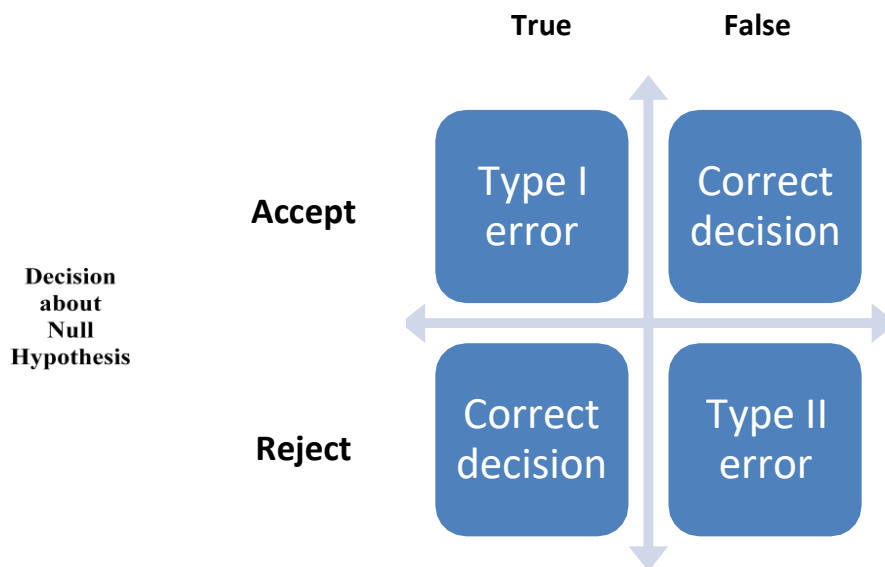 True
False
Accept
Type I
error
Correct
decision
Decision
about
Null
Hypothesis
Reject
Correct
decision
Type II
error